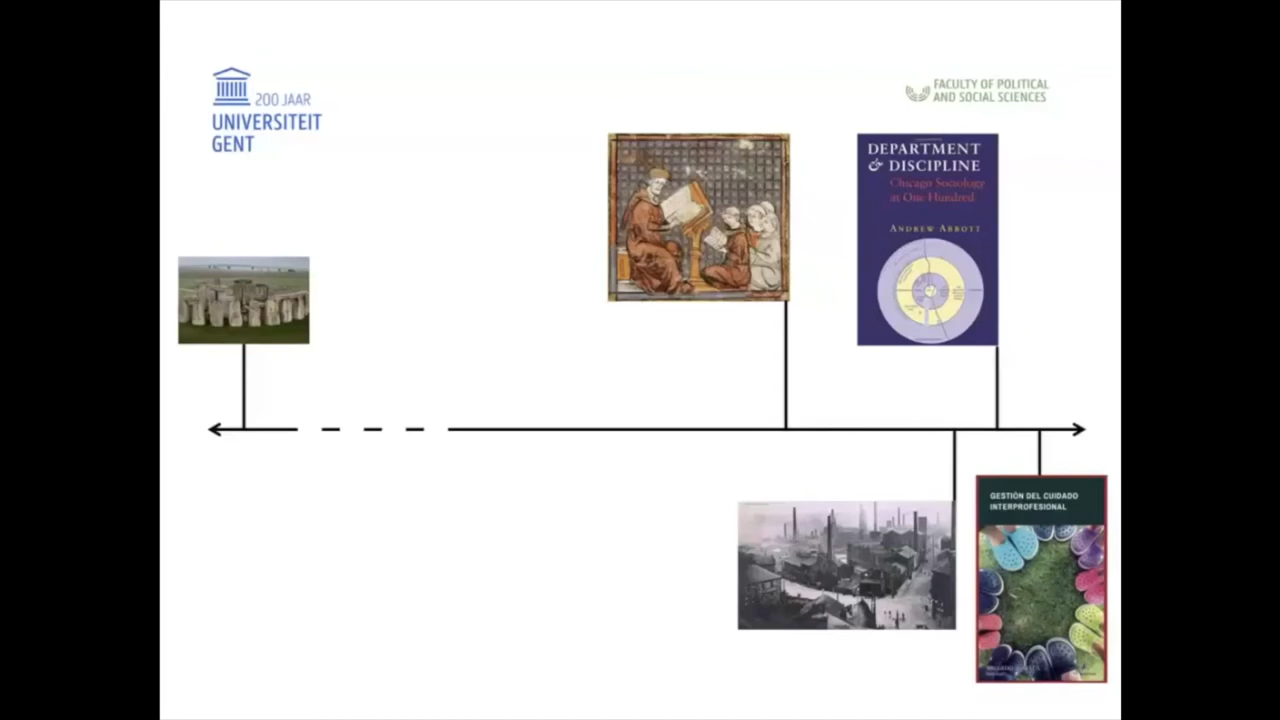 200 JAAR
UNIVERSITEIT
GENT
FACULTY OF POLITICAL
AND SOCIAL SCIENCES
DEPARTMENT
& DISCIPLINE
Chicago Sociology
at One Hundred
ANDREW ABBOTT
GESTIÓN DEL CUIDADO
INTERPROFESIONAL